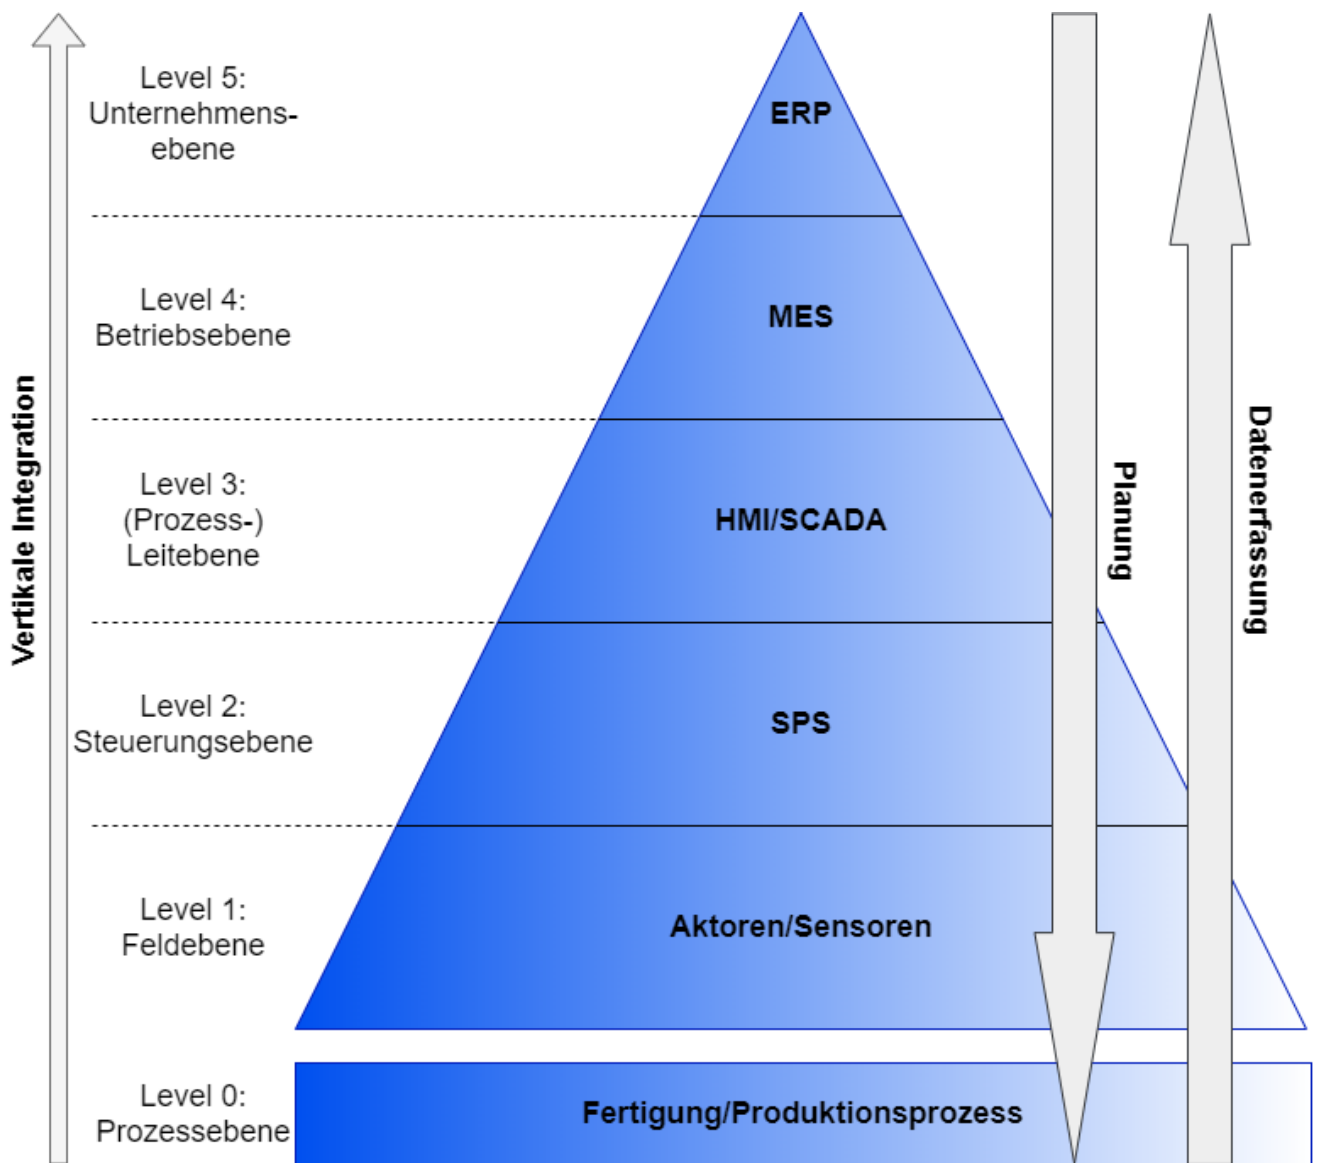 Level 5:
Unternehmens-
ebene
ERP
Level 4:
Betriebsebene
MES
Level 3:
(Prozess-)
Leitebene
HMI/SCADA
Level 2:
Steuerungsebene
SPS
Level 1:
Feldebene
Aktoren/Sensoren
Level 0:
Prozessebene
Fertigung/Produktionsprozess
Vertikale Integration
Planung
Datenerfassung